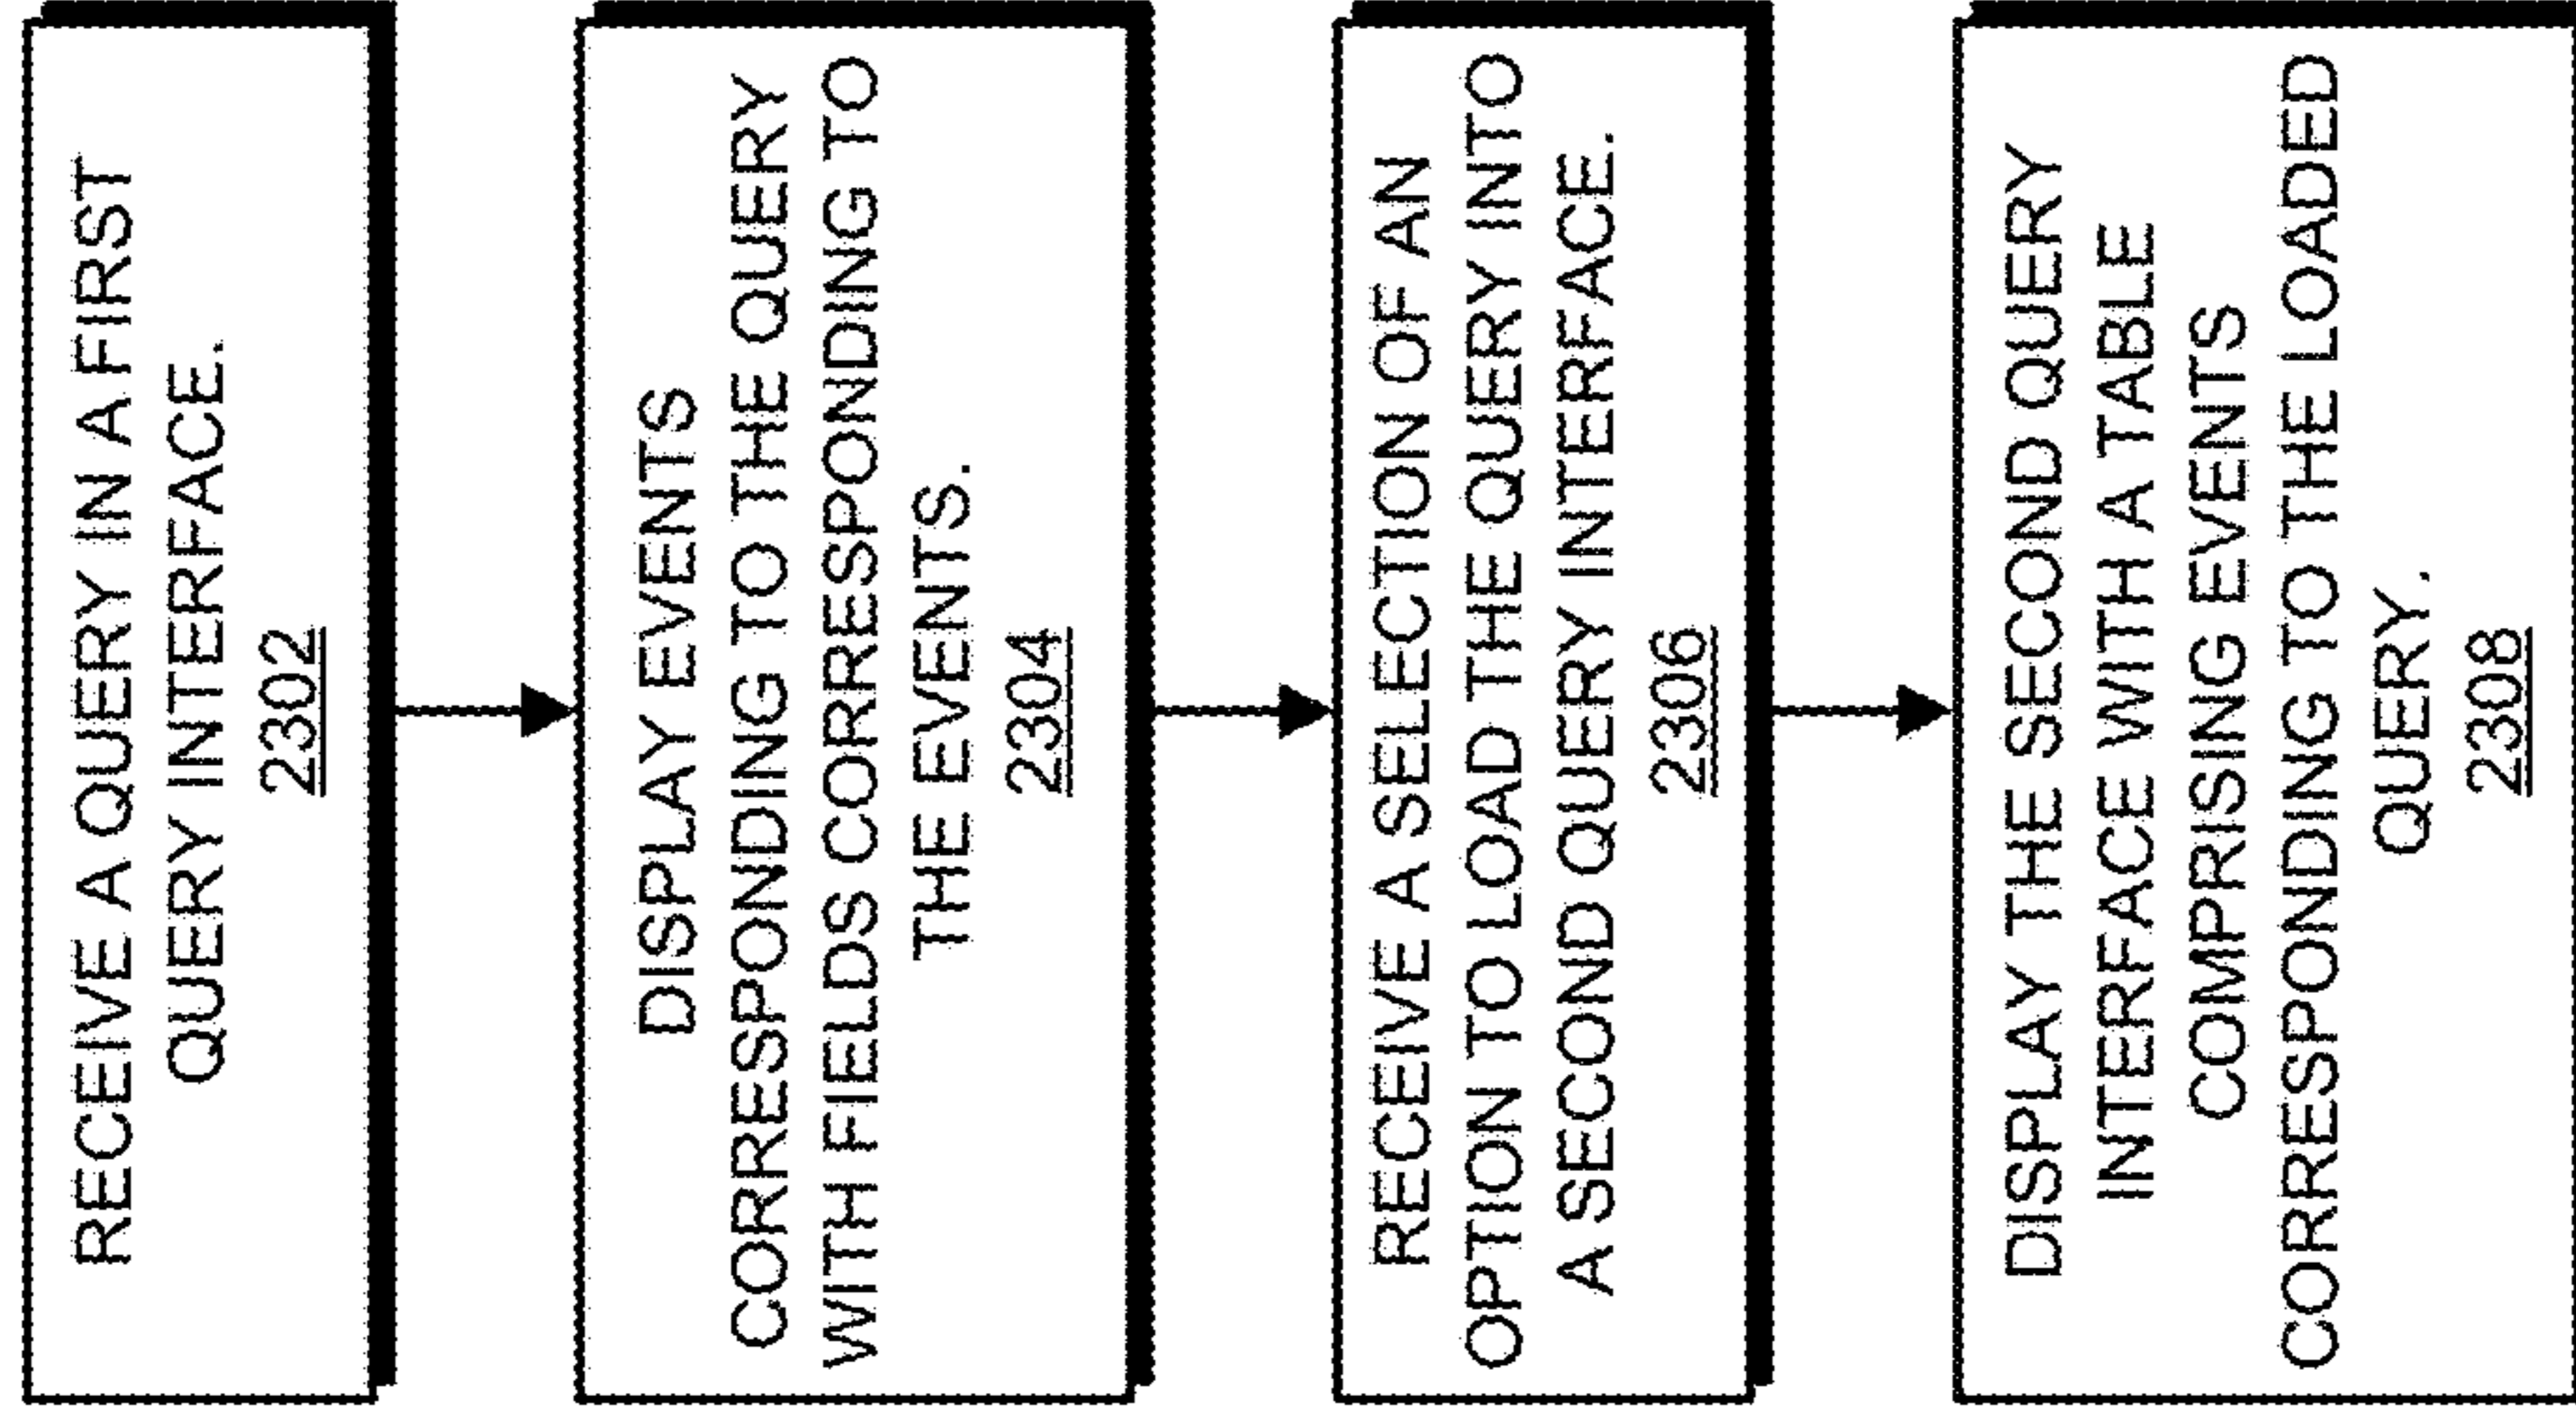 RECEIVE A QUERY IN A FIRST
QUERY INTERFACE.
2302
DISPLAY EVENTS
CORRESPONDING TO THE QUERY
WITH FIELDS CORRESPONDING TO
THE EVENTS.
2304
RECEIVE A SELECTION OF AN
OPTION TO LOAD THE QUERY INTO
A SECOND QUERY INTERFACE.
2306
DISPLAY THE SECOND QUERY
INTERFACE WITH A TABLE
COMPRISING EVENTS
CORRESPONDING TO THE LOADED
QUERY.
2308